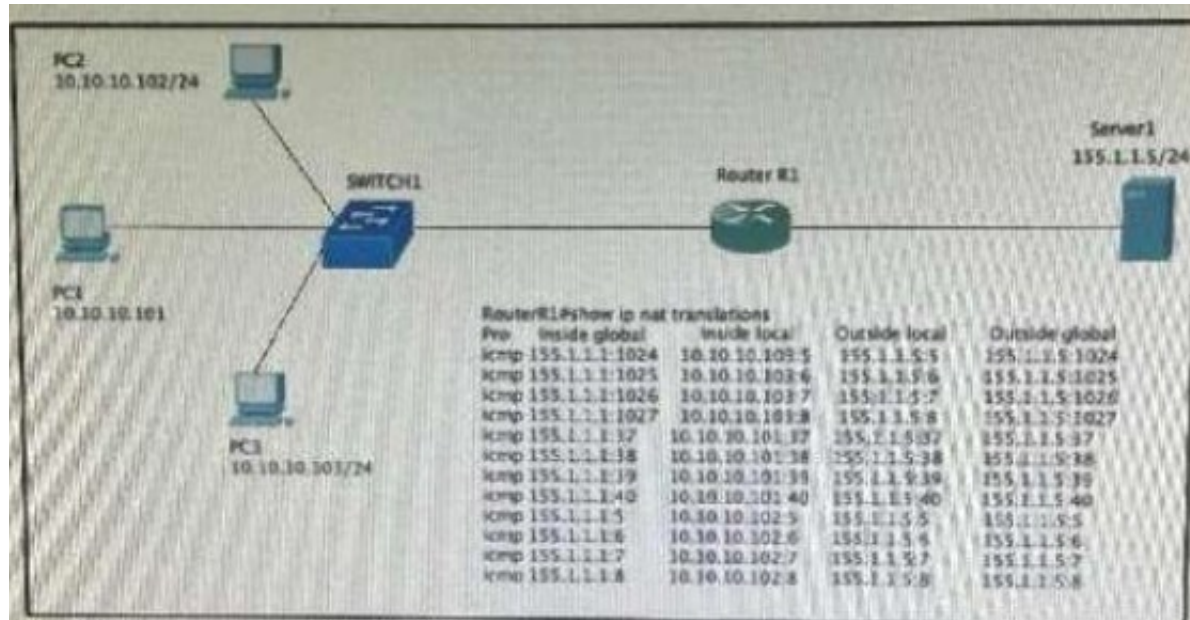 PC2
10.10.10.102/24
Server1
155.1.1.5/24
SWITCH1
Router R1
PC1
10.10.10.101
PC3
10.10.10.103/24
RouterR1#show ip nat translations
Pro Inside global Inside local Outside local Outside global
icmp 155.1.1.1:1024 10.10.10.103:5 155.1.1.5:5 155.1.1.5:1024
icmp 155.1.1.1:1025 10.10.10.103:6 155.1.1.5:6 155.1.1.5:1025
icmp 155.1.1.1:1026 10.10.10.103:7 155.1.1.5:7 155.1.1.5:1026
icmp 155.1.1.1:1027 10.10.10.103:8 155.1.1.5:8 155.1.1.5:1027
icmp 155.1.1.1:37 10.10.10.101:37 155.1.1.5:37 155.1.1.5:37
icmp 155.1.1.1:38 10.10.10.101:38 155.1.1.5:38 155.1.1.5:38
icmp 155.1.1.1:39 10.10.10.101:39 155.1.1.5:39 155.1.1.5:39
icmp 155.1.1.1:40 10.10.10.101:40 155.1.1.5:40 155.1.1.5:40
icmp 155.1.1.1:5 10.10.10.102:5 155.1.1.5:5 155.1.1.5:5
icmp 155.1.1.1:6 10.10.10.102:6 155.1.1.5:6 155.1.1.5:6
icmp 155.1.1.1:7 10.10.10.102:7 155.1.1.5:7 155.1.1.5:7
icmp 155.1.1.1:8 10.10.10.102:8 155.1.1.5:8 155.1.1.5:8